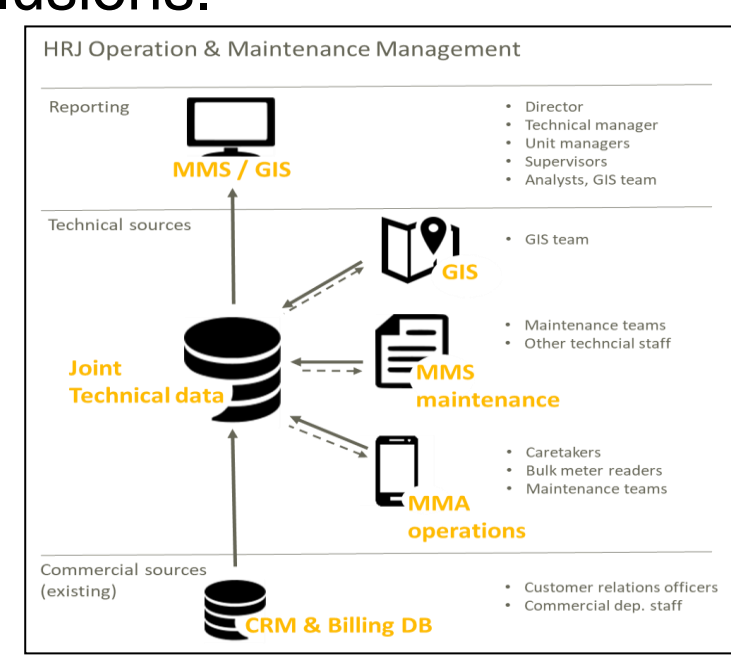 HRJ Operation & Maintenance Management
Reporting
MMS / GIS
• Director
• Technical manager
• Unit managers
• Supervisors
• Analysts, GIS team
Technical sources
GIS
• GIS team
Joint
Technical data
MMS
maintenance
• Maintenance teams
• Other techncial staff
MMA
operations
• Caretakers
• Bulk meter readers
• Maintenance teams
Commercial sources
(existing)
CRM & Billing DB
• Customer relations officers
• Commercial dep. staff